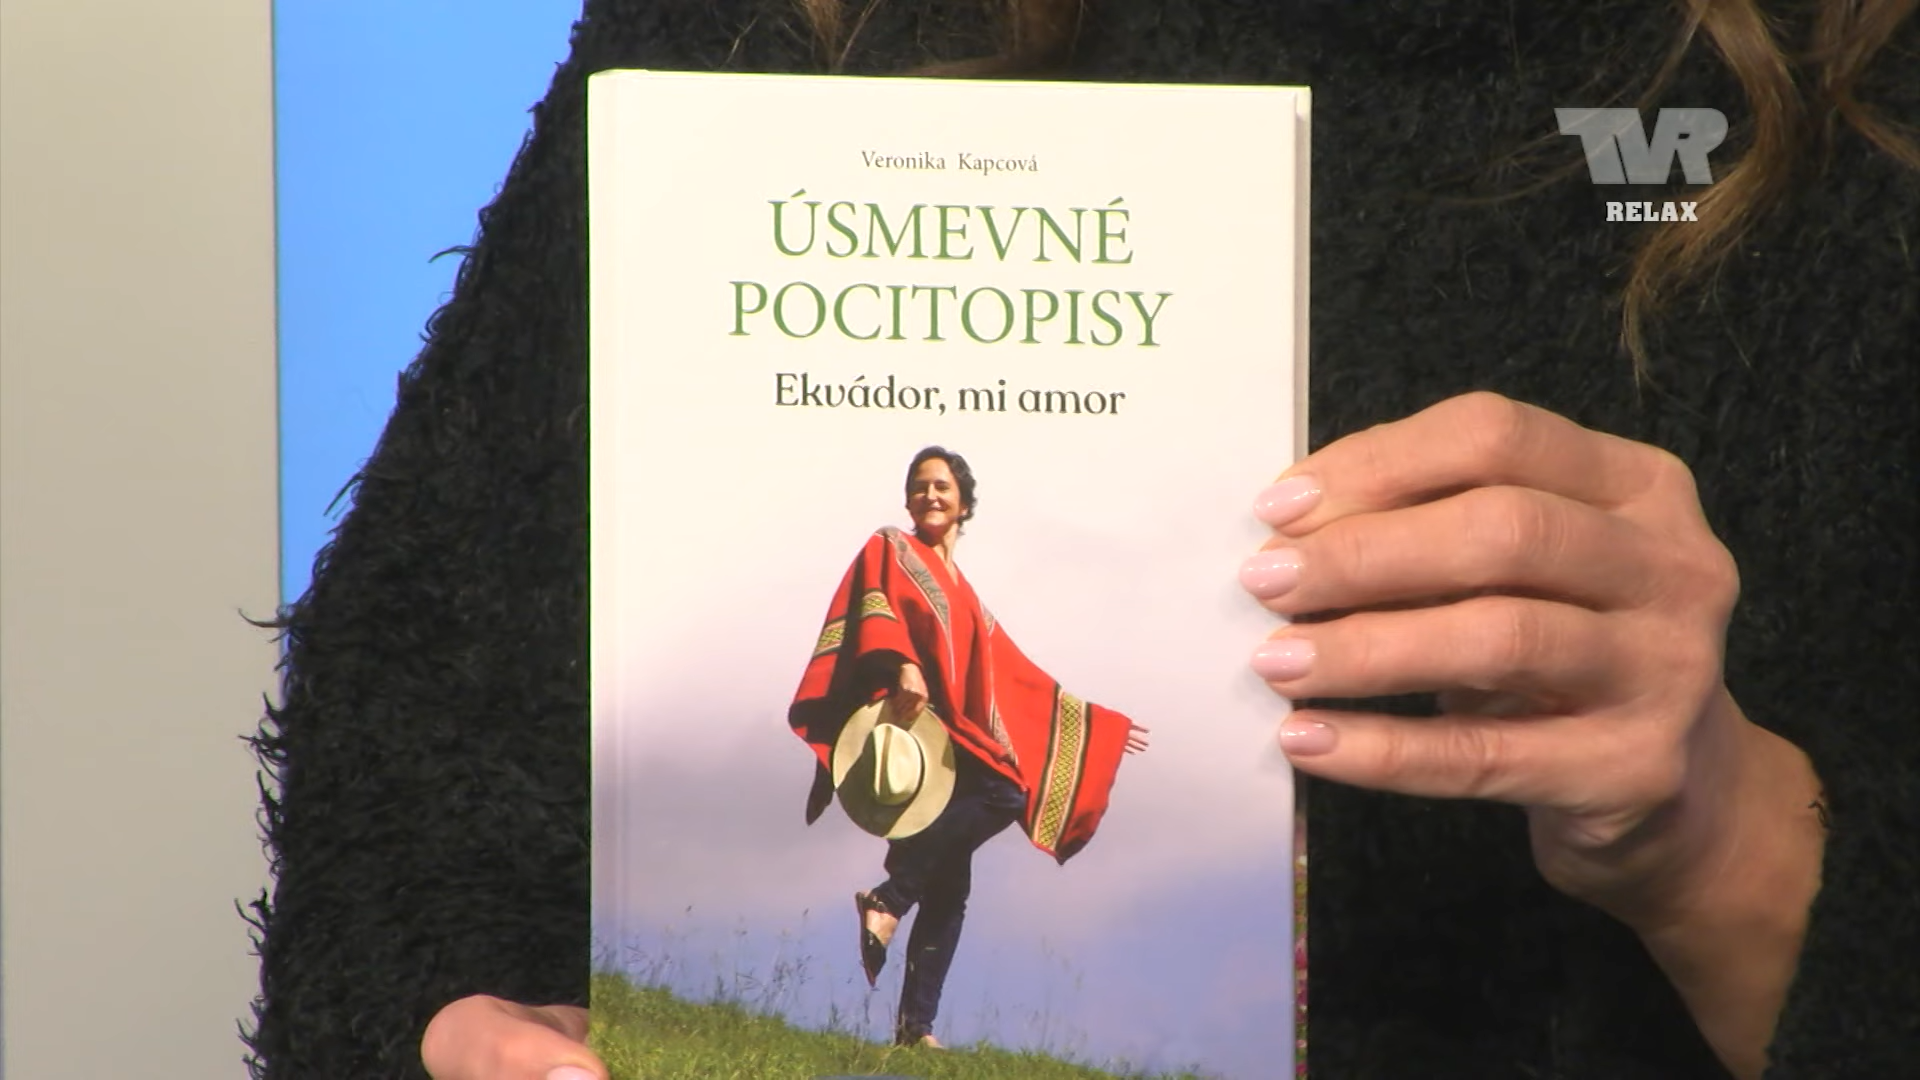 Veronika Kapcová
ÚSMEVNÉ
POCITOPISY
Ekvádor, mi amor
TVR
RELAX